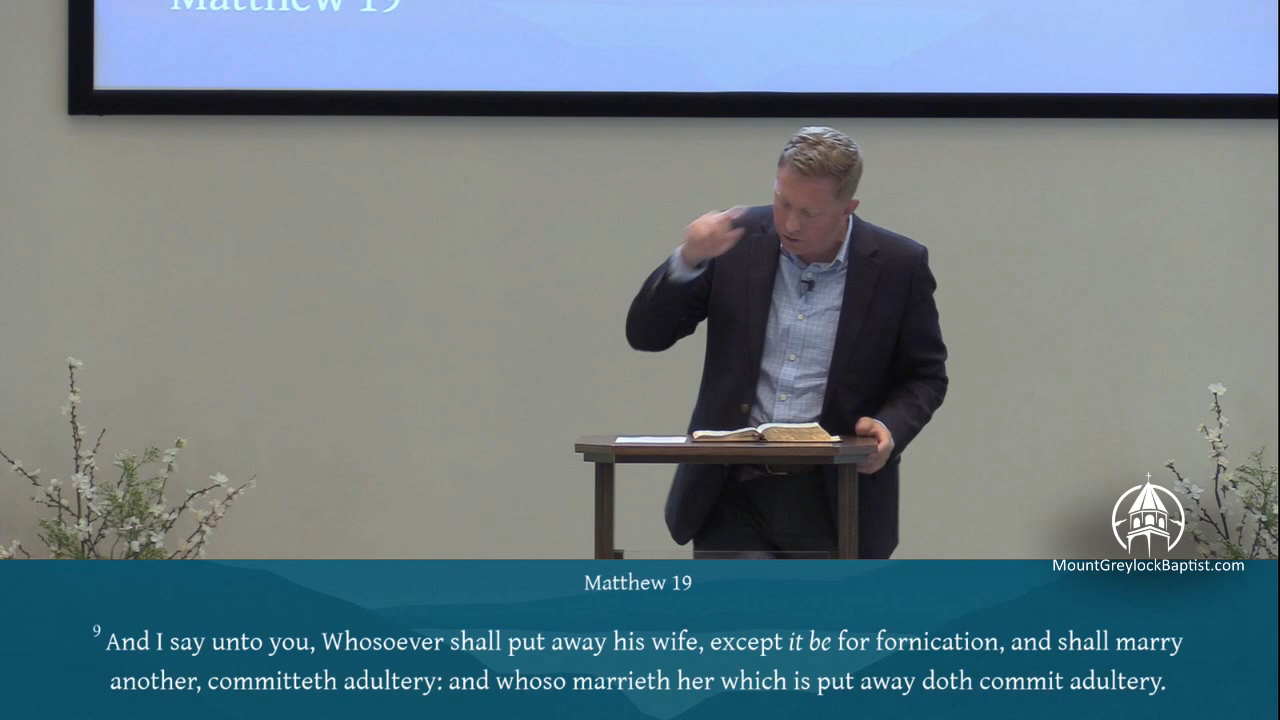 Matthew 19
MountGreylockBaptist.com
Matthew 19
9 And I say unto you, Whosoever shall put away his wife, except it be for fornication, and shall marry
another, committeth adultery: and whoso marrieth her which is put away doth commit adultery.